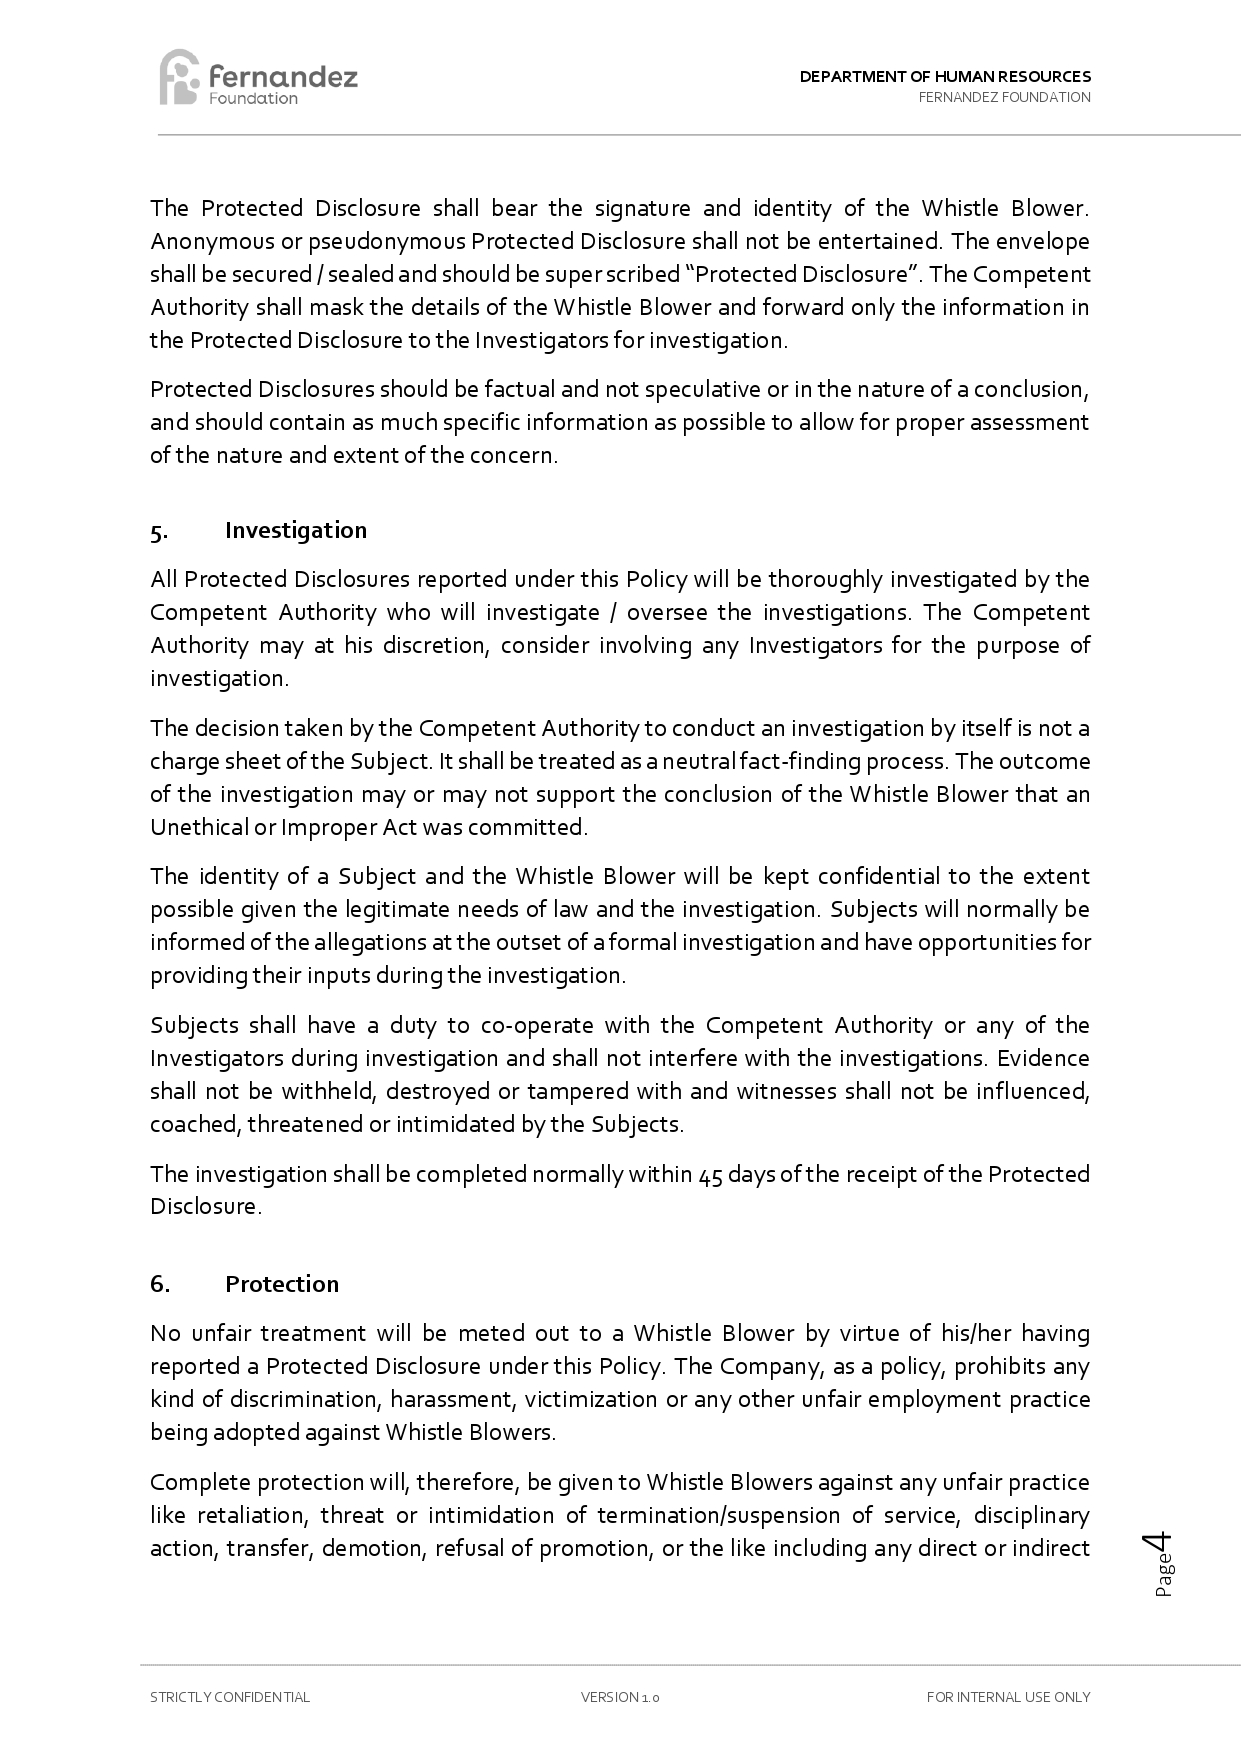 fernandez
Foundation
DEPARTMENT OF HUMAN RESOURCES
FERNANDEZ FOUNDATION
The Protected Disclosure shall bear the signature and identity of the Whistle Blower.
Anonymous or pseudonymous Protected Disclosure shall not be entertained. The envelope
shall be secured / sealed and should be super scribed “Protected Disclosure”. The Competent
Authority shall mask the details of the Whistle Blower and forward only the information in
the Protected Disclosure to the Investigators for investigation.
Protected Disclosures should be factual and not speculative or in the nature of a conclusion,
and should contain as much specific information as possible to allow for proper assessment
of the nature and extent of the concern.
5. Investigation
All Protected Disclosures reported under this Policy will be thoroughly investigated by the
Competent Authority who will investigate / oversee the investigations. The Competent
Authority may at his discretion, consider involving any Investigators for the purpose of
investigation.
The decision taken by the Competent Authority to conduct an investigation by itself is not a
charge sheet of the Subject. It shall be treated as a neutral fact-finding process. The outcome
of the investigation may or may not support the conclusion of the Whistle Blower that an
Unethical or Improper Act was committed.
The identity of a Subject and the Whistle Blower will be kept confidential to the extent
possible given the legitimate needs of law and the investigation. Subjects will normally be
informed of the allegations at the outset of a formal investigation and have opportunities for
providing their inputs during the investigation.
Subjects shall have a duty to co-operate with the Competent Authority or any of the
Investigators during investigation and shall not interfere with the investigations. Evidence
shall not be withheld, destroyed or tampered with and witnesses shall not be influenced,
coached, threatened or intimidated by the Subjects.
The investigation shall be completed normally within 45 days of the receipt of the Protected
Disclosure.
6. Protection
No unfair treatment will be meted out to a Whistle Blower by virtue of his/her having
reported a Protected Disclosure under this Policy. The Company, as a policy, prohibits any
kind of discrimination, harassment, victimization or any other unfair employment practice
being adopted against Whistle Blowers.
Complete protection will, therefore, be given to Whistle Blowers against any unfair practice
like retaliation, threat or intimidation of termination/suspension of service, disciplinary
action, transfer, demotion, refusal of promotion, or the like including any direct or indirect
Page4
STRICTLY CONFIDENTIAL
VERSION 1.0
FOR INTERNAL USE ONLY